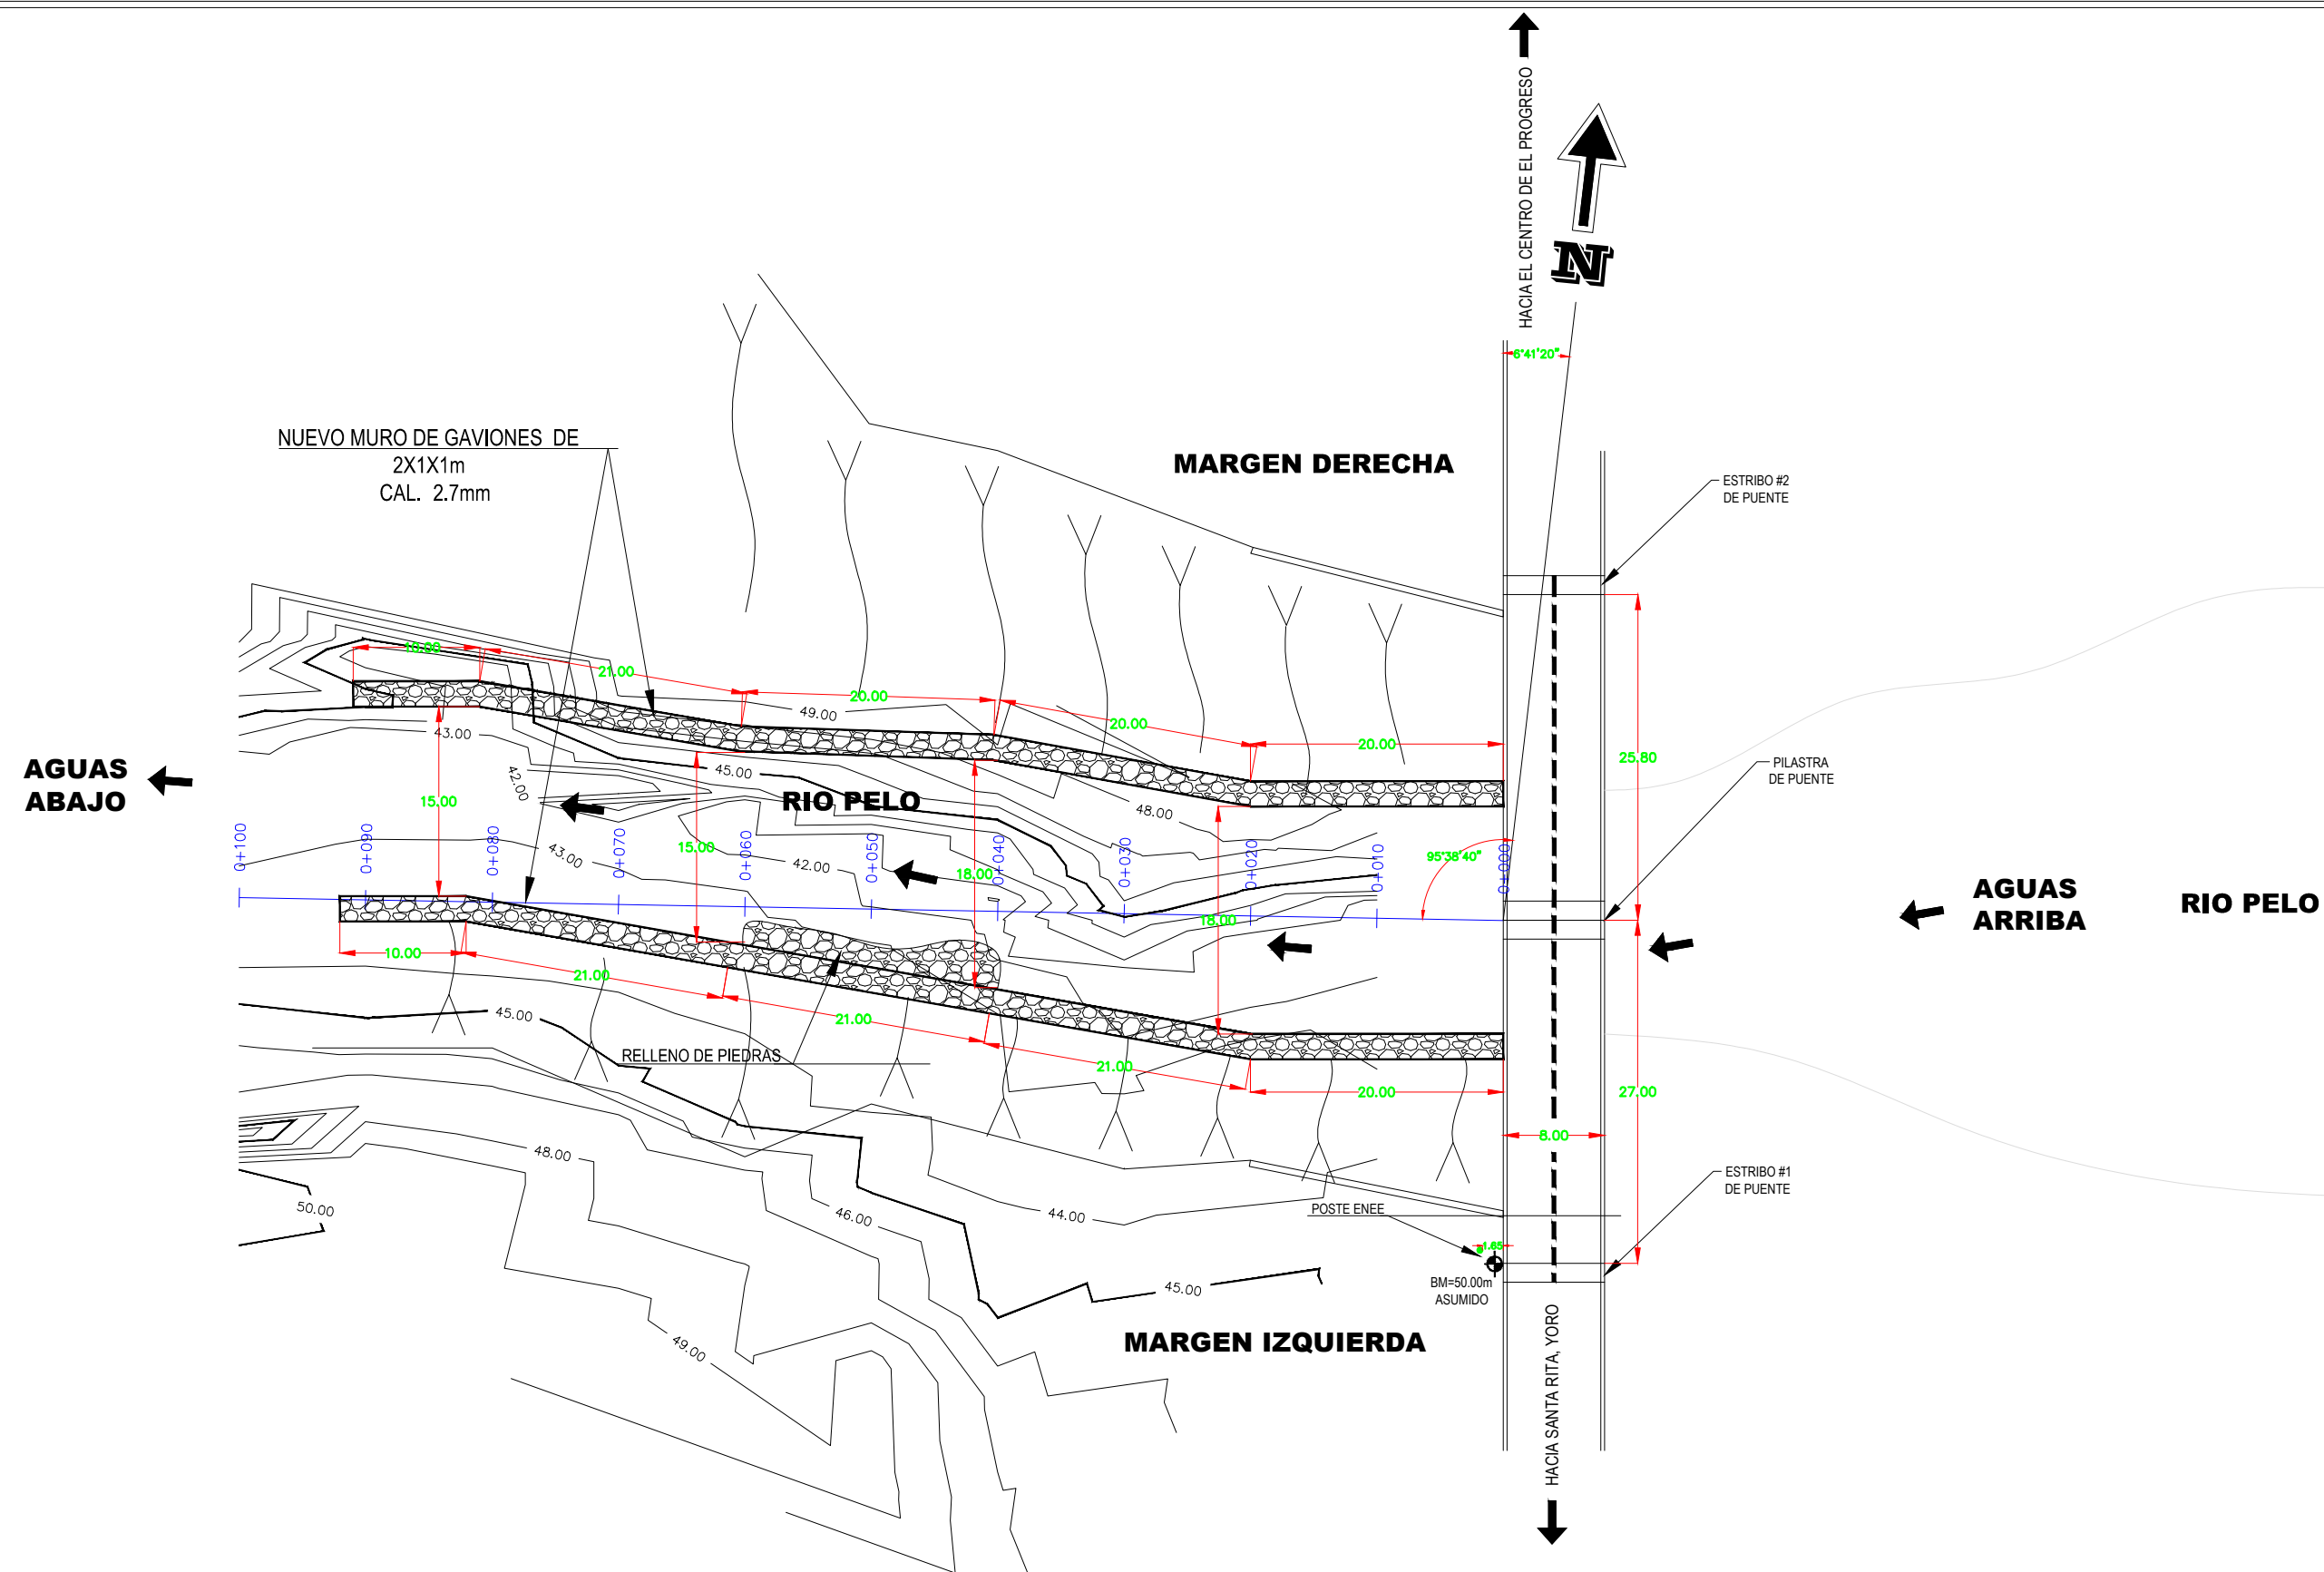 HACIA EL CENTRO DE EL PROGRESO
N
6°41'20"
NUEVO MURO DE GAVIONES DE
2X1X1m
CAL. 2.7mm
MARGEN DERECHA
ESTRIBO #2
DE PUENTE
10.00
21.00
20.00
20.00
20.00
49.00
43.00
45.00
42.00
48.00
25.80
PILASTRA
DE PUENTE
AGUAS
ABAJO
15.00
RIO PELO
15.00
18.00
18.00
43.00
42.00
95°38'40"
0+100
0+090
0+080
0+070
0+060
0+050
0+040
0+030
0+020
0+010
0+000
AGUAS
ARRIBA
RIO PELO
10.00
21.00
21.00
21.00
20.00
45.00
RELLENO DE PIEDRAS
27.00
8.00
48.00
50.00
46.00
44.00
45.00
49.00
POSTE ENEE
1.65
BM=50.00m
ASUMIDO
ESTRIBO #1
DE PUENTE
MARGEN IZQUIERDA
HACIA SANTA RITA, YORO